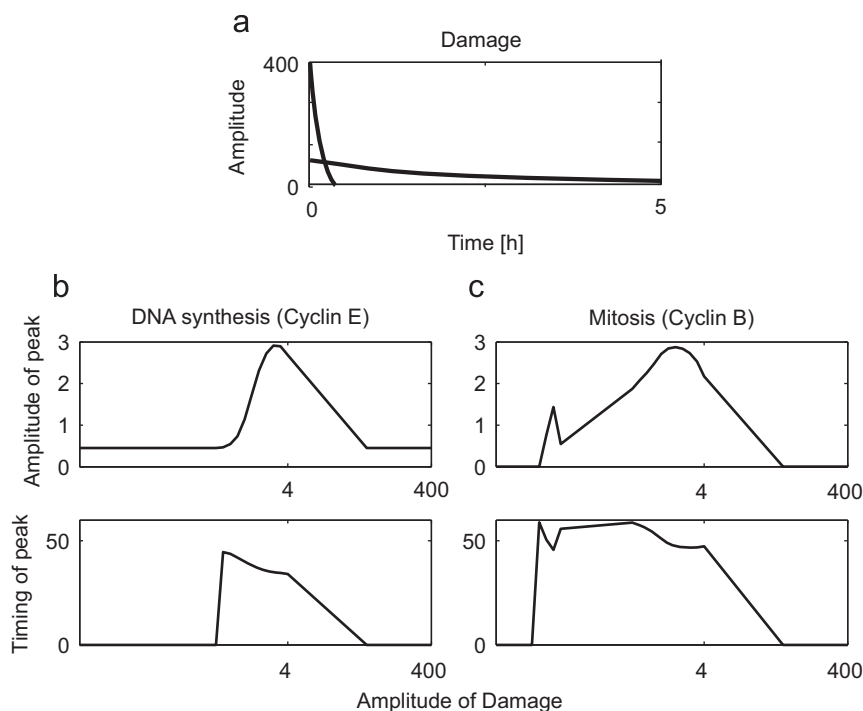 a
Damage
Amplitude
400
0
0
5
Time [h]
b
DNA synthesis (Cyclin E)
Amplitude of peak
3
2
1
0
4
400
Timing of peak
50
0
4
400
c
Mitosis (Cyclin B)
3
2
1
0
4
400
50
0
4
400
Amplitude of Damage